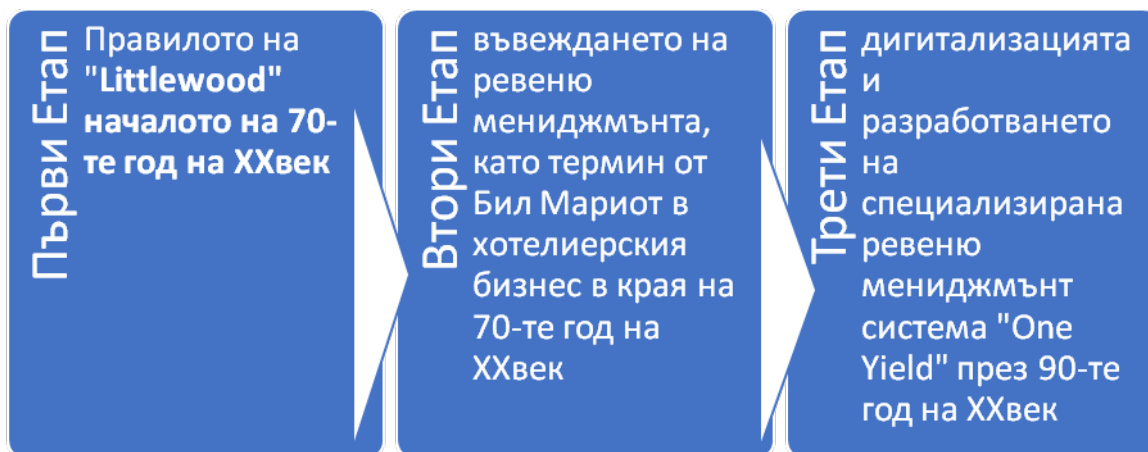 Първи Етап
Правилото на
"Littlewood"
началото на 70-
те год на XXвек
Втори Етап
въвеждането на
ревеню
мениджмънта,
като термин от
Бил Мариот в
хотелиерския
бизнес в края на
70-те год на
XXвек
Трети Етап
дигитализацията
и
разработването
на
специализирана
ревеню
мениджмънт
система "One
Yield" през 90-те
год на XXвек